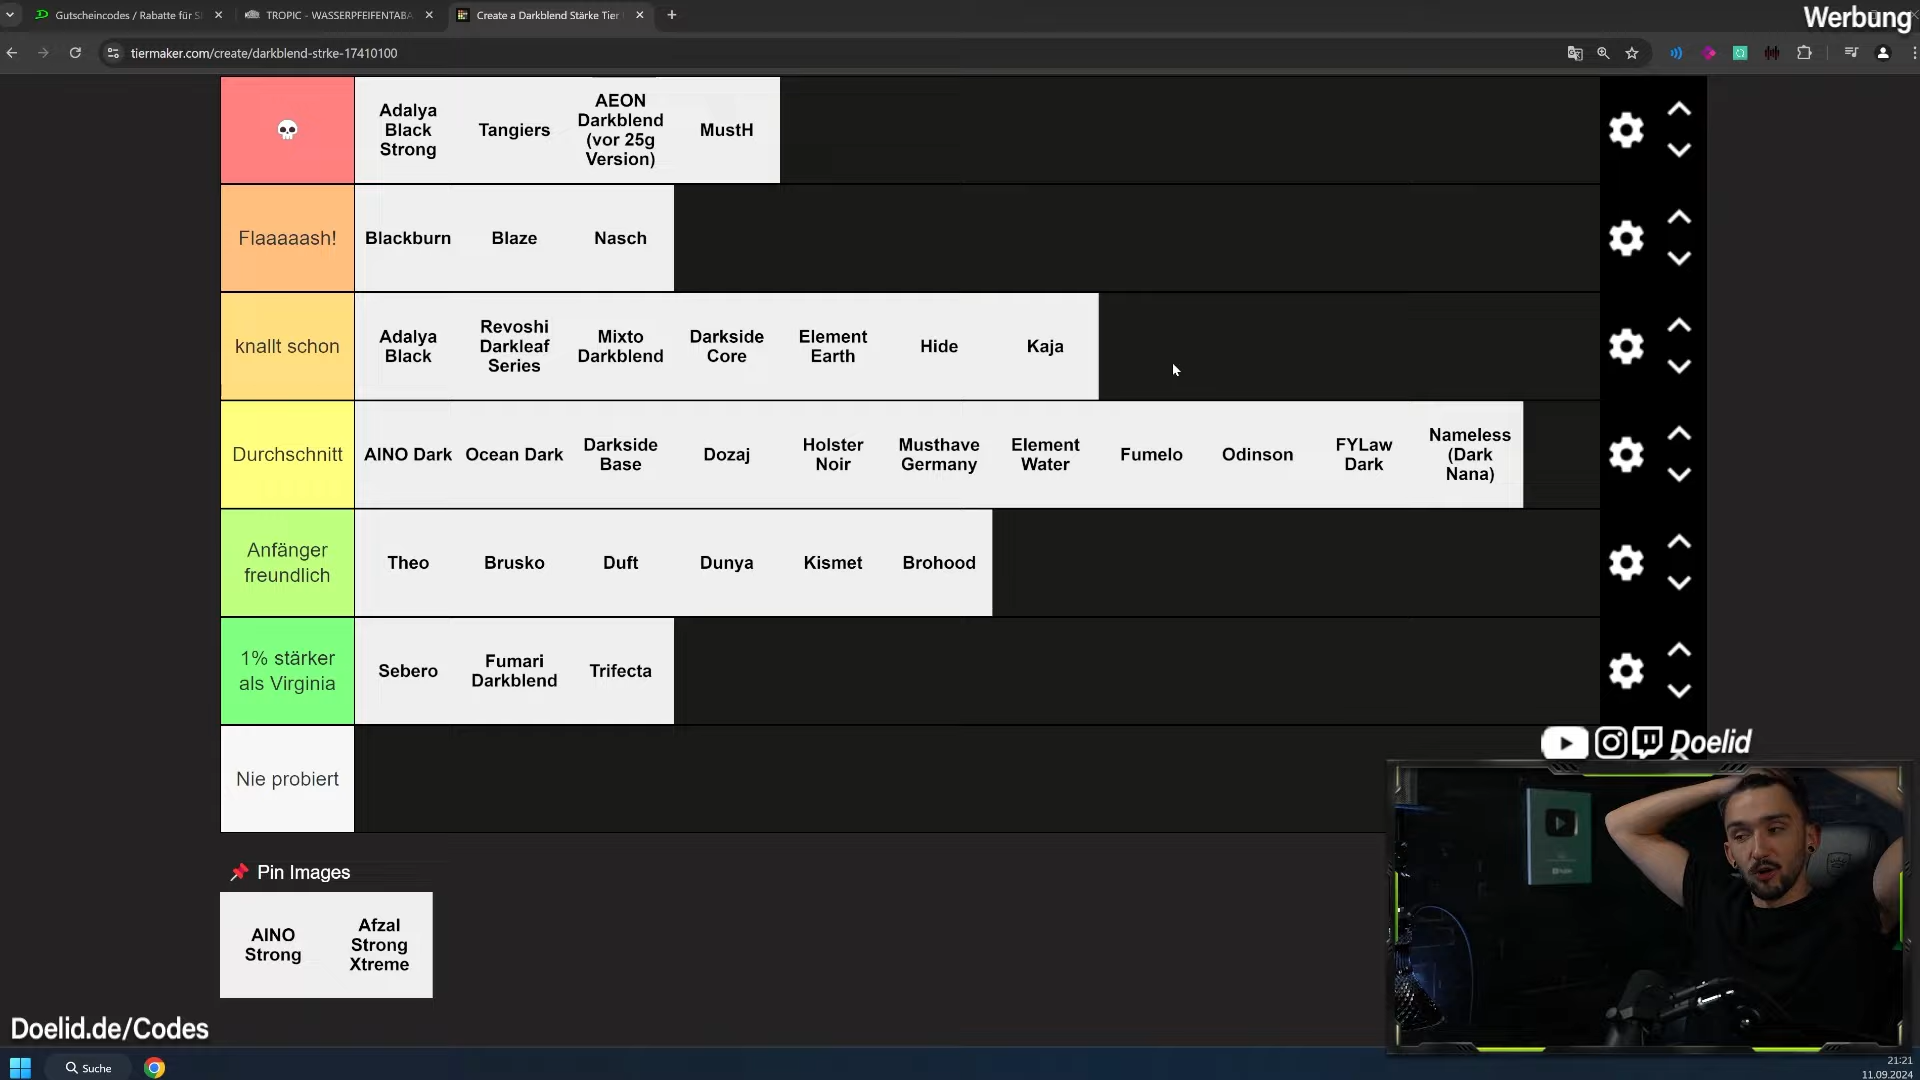 Gutscheincodes / Rabatte für S
TROPIC - WASSERPFEIFENTABA
Create a Darkblend Stärke Tier
Werbung
tiermaker.com/create/darkblend-strke-17410100
Adalya
Black
Strong
Tangiers
AEON
Darkblend
(vor 25g
Version)
MustH
Flaaaaash!
Blackburn
Blaze
Nasch
knallt schon
Adalya
Black
Revoshi
Darkleaf
Series
Mixto
Darkblend
Darkside
Core
Element
Earth
Hide
Kaja
Durchschnitt
AINO Dark
Ocean Dark
Darkside
Base
Dozaj
Holster
Noir
Musthave
Germany
Element
Water
Fumelo
Odinson
FYLaw
Dark
Nameless
(Dark
Nana)
Anfänger
freundlich
Theo
Brusko
Duft
Dunya
Kismet
Brohood
1% stärker
als Virginia
Sebero
Fumari
Darkblend
Trifecta
Doelid
Nie probiert
Pin Images
AINO
Strong
Afzal
Strong
Xtreme
Doelid.de/Codes
Suche
21:21
11.09.2024